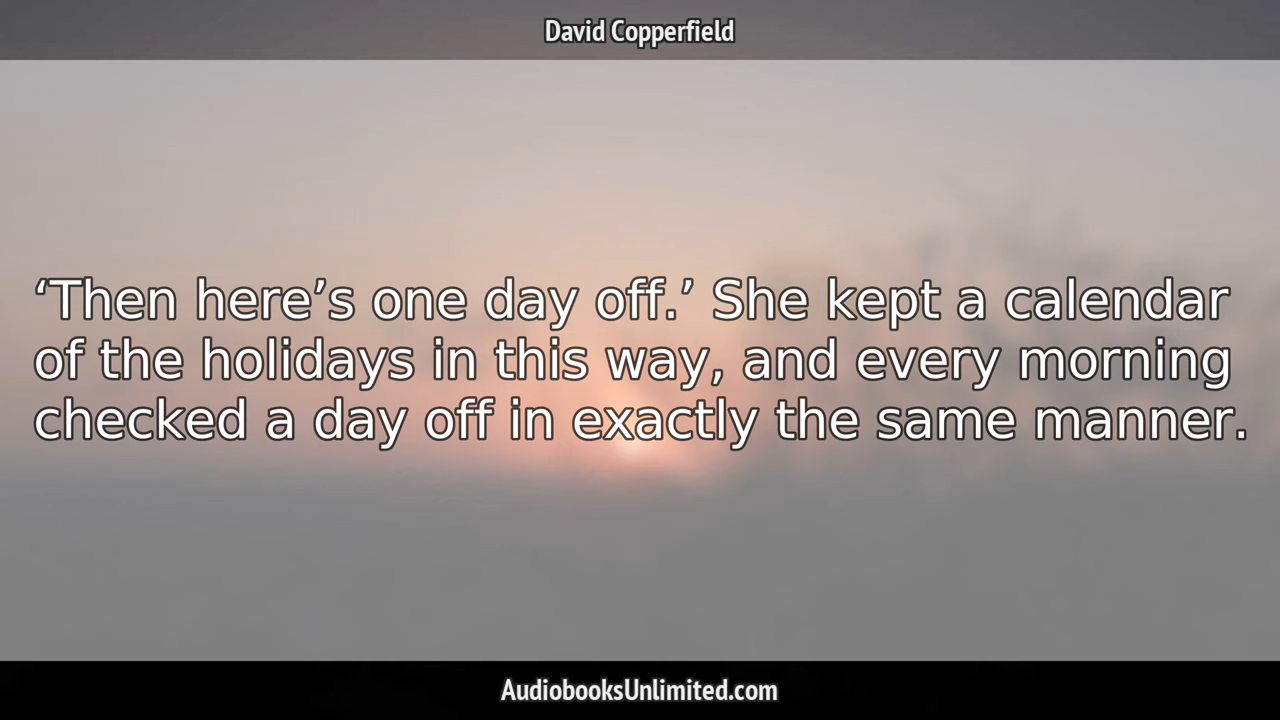 David Copperfield
‘Then here’s one day off.’ She kept a calendar
of the holidays in this way, and every morning
checked a day off in exactly the same manner.
AudiobooksUnlimited.com